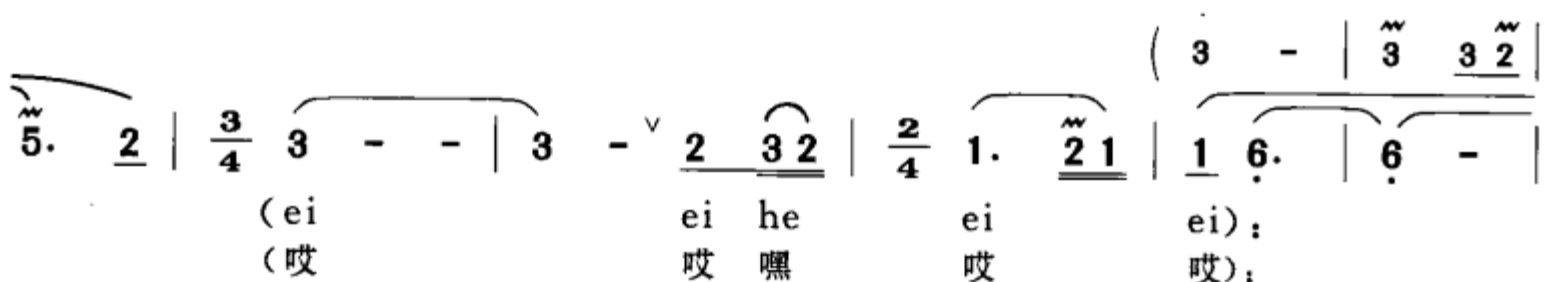 ( 3 - | 3 3 2 |
5. 2 | 3/4 3 - - | 3 - ᵛ 2 3 2 | 2/4 1. 2 1 | 1 6. | 6 - |
(ei ei he ei ei);
(哎 哎 嘿 哎 哎);